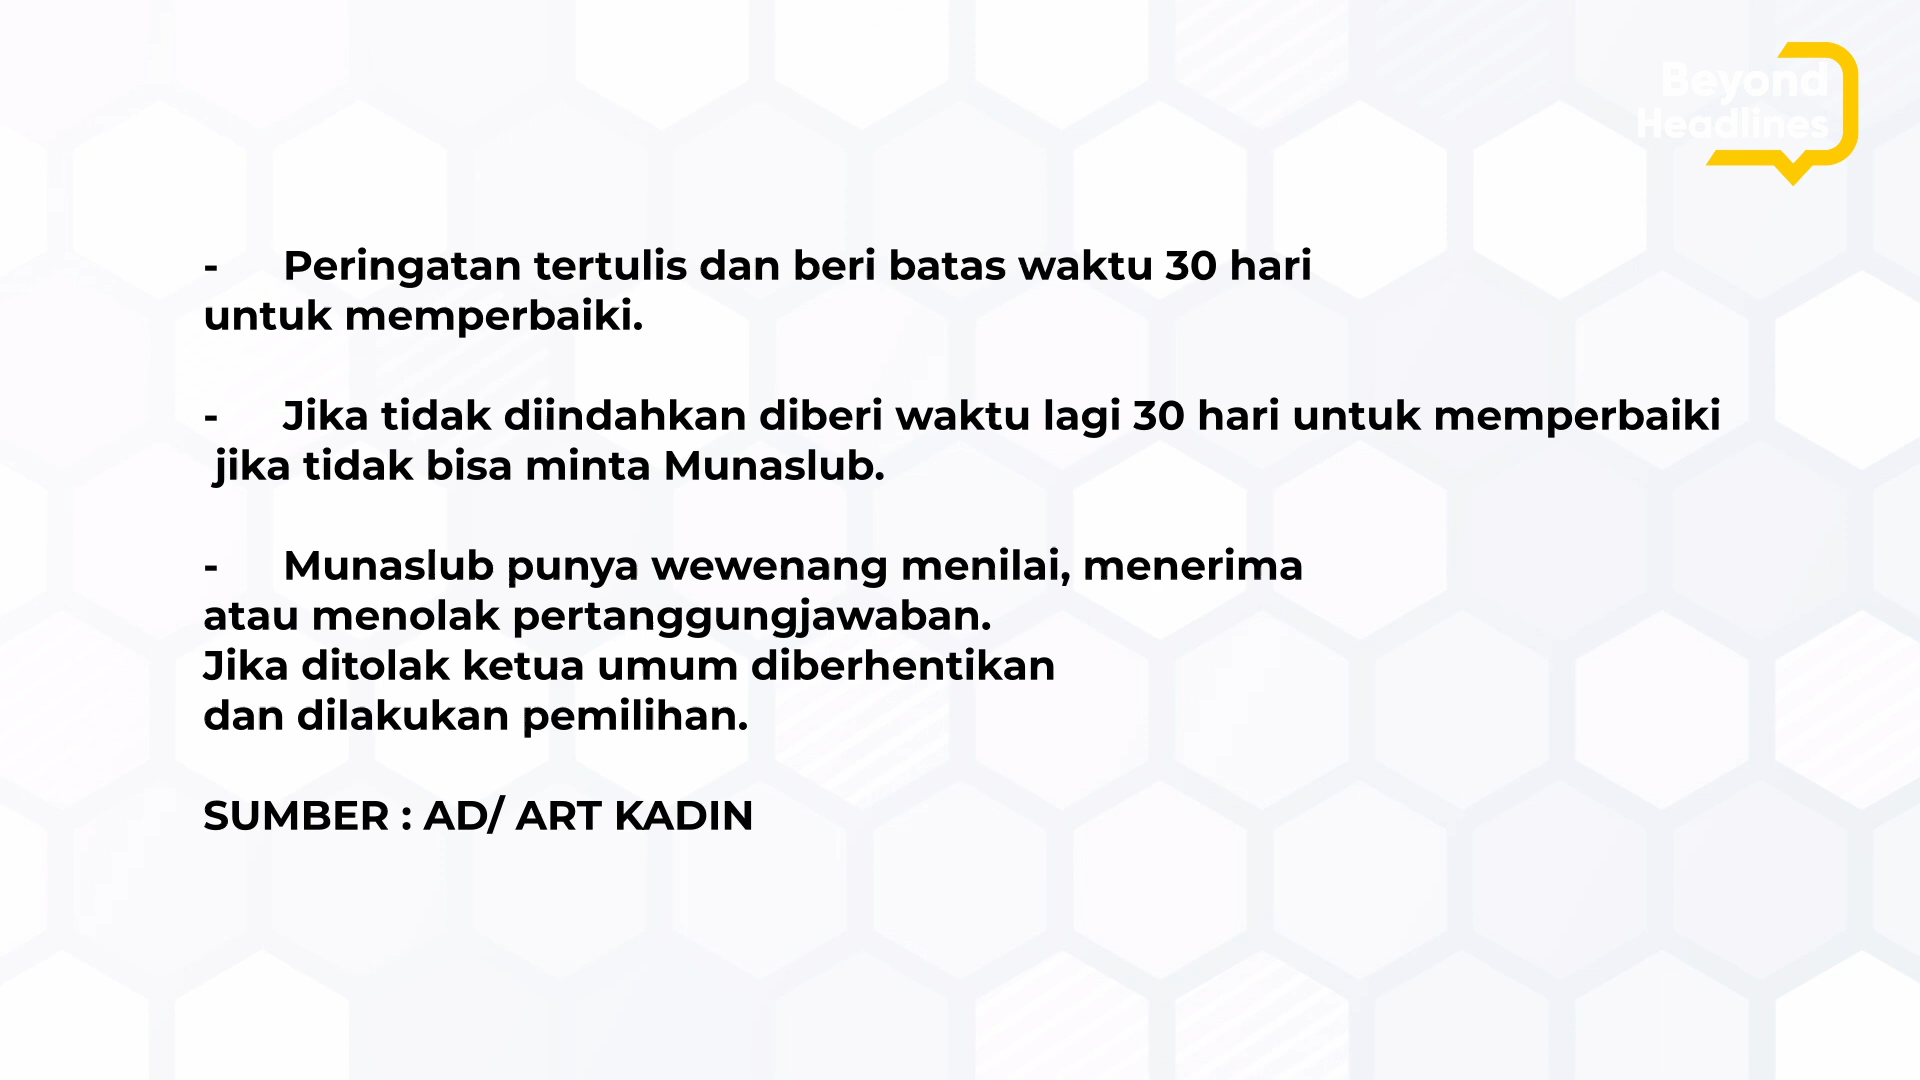 Beyond
Headlines
- Peringatan tertulis dan beri batas waktu 30 hari
untuk memperbaiki.
- Jika tidak diindahkan diberi waktu lagi 30 hari untuk memperbaiki
jika tidak bisa minta Munaslub.
- Munaslub punya wewenang menilai, menerima
atau menolak pertanggungjawaban.
Jika ditolak ketua umum diberhentikan
dan dilakukan pemilihan.
SUMBER : AD/ ART KADIN